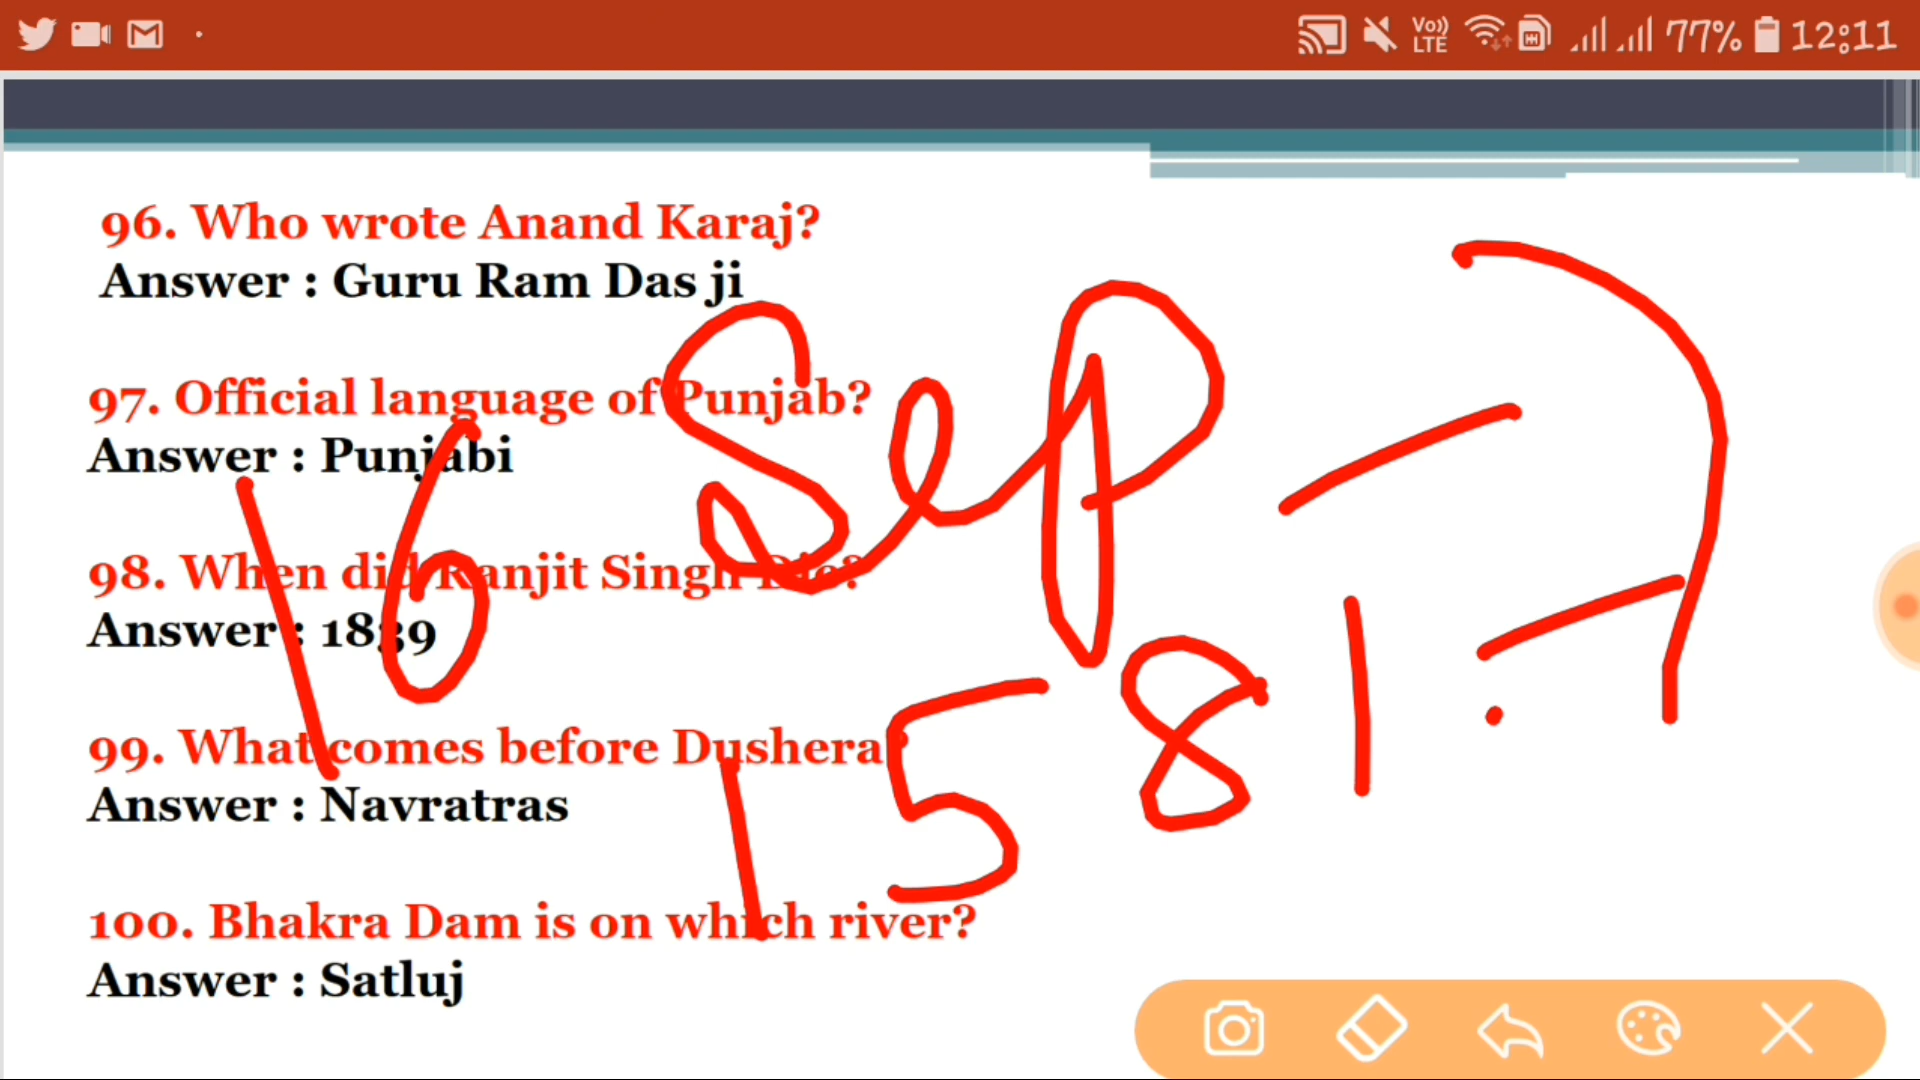 Vo)) LTE 77% 12:11
96. Who wrote Anand Karaj?
Answer : Guru Ram Das ji
97. Official language of Punjab?
Answer : Punjabi
98. When did Ranjit Singh Die?
Answer : 1839
99. What comes before Dushera?
Answer : Navratras
100. Bhakra Dam is on which river?
Answer : Satluj
16 Sep -
1581 - ?